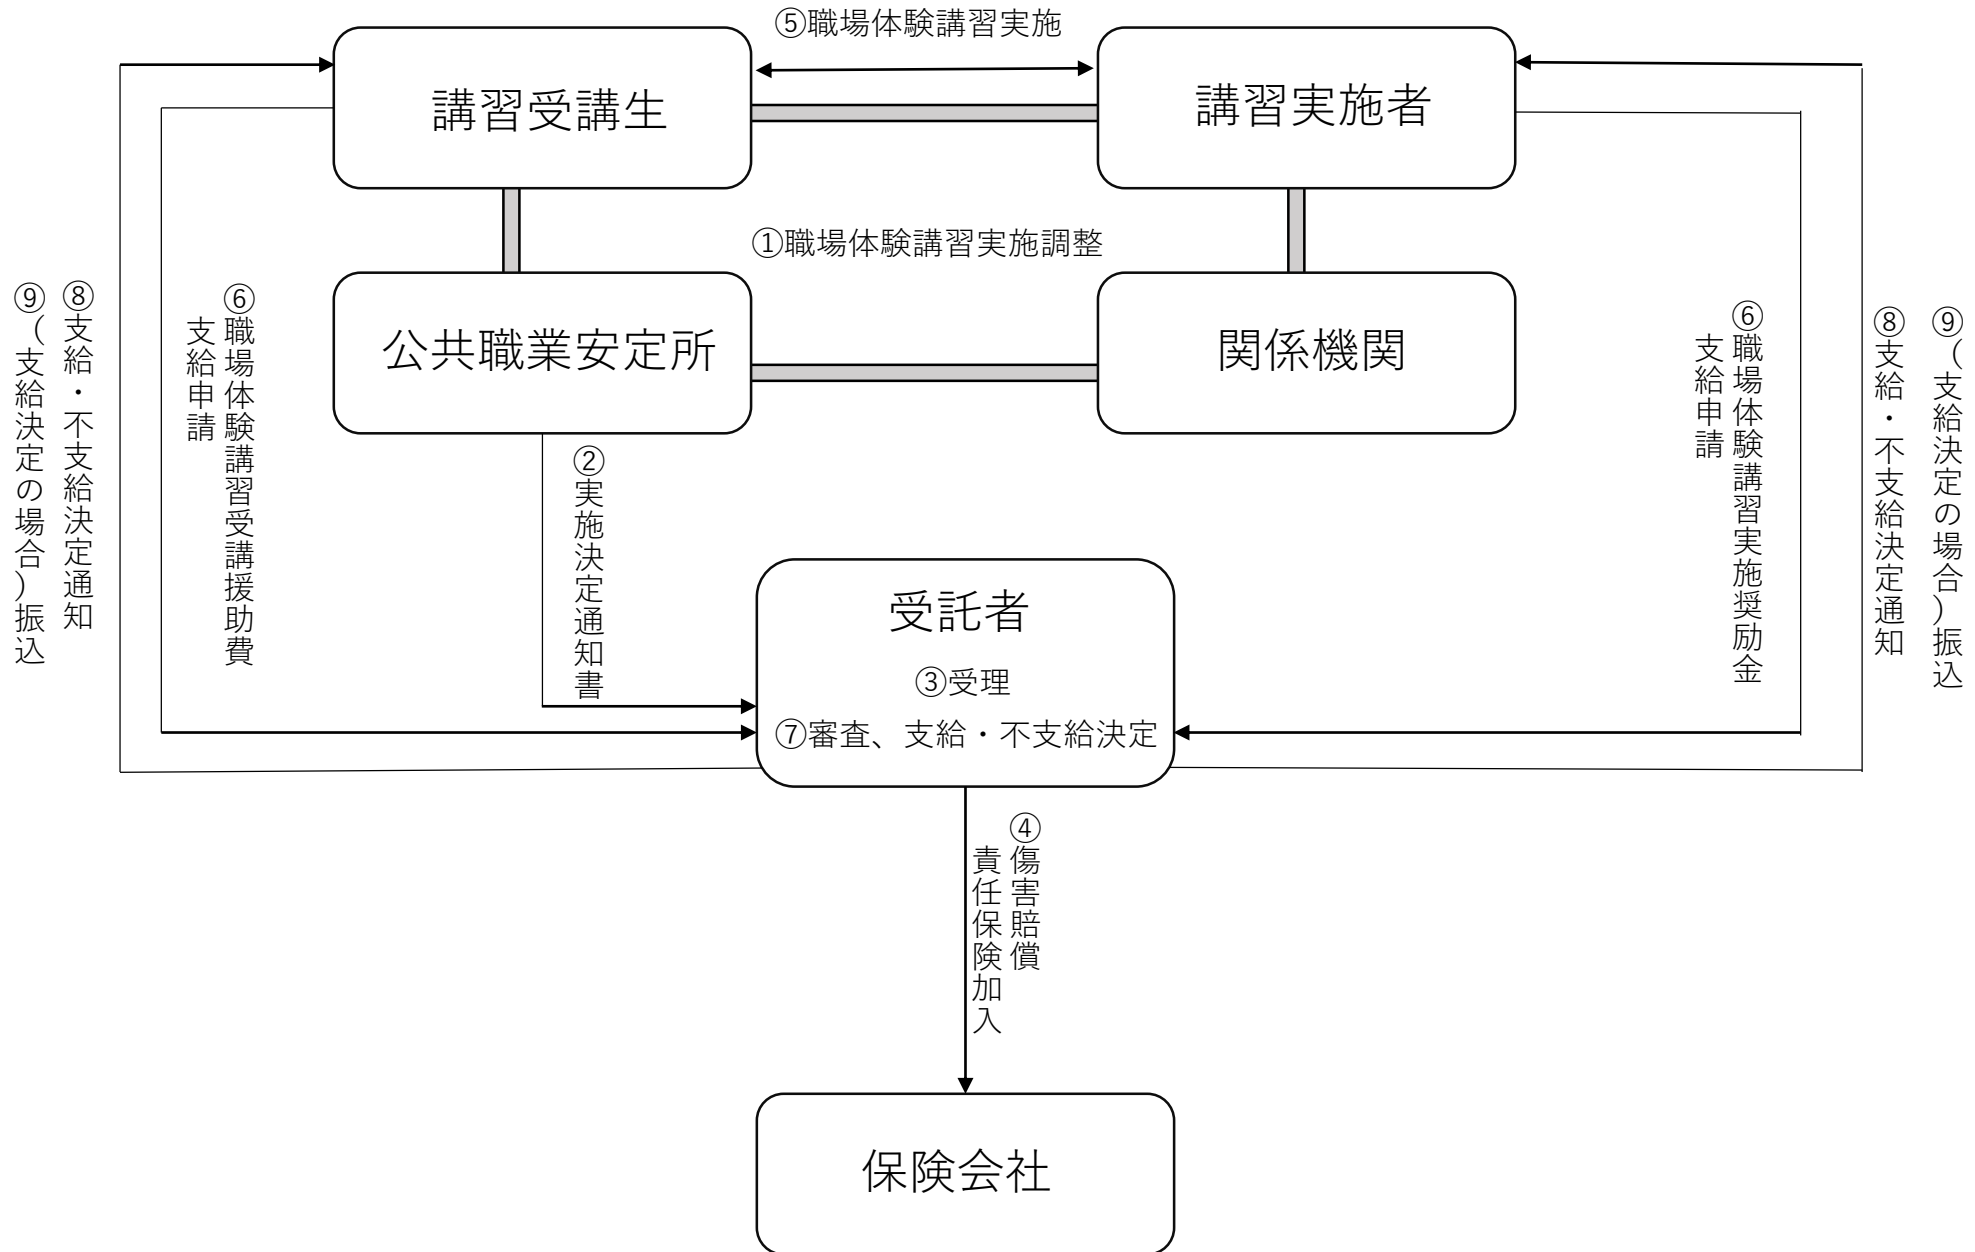 ⑤職場体験講習実施
講習受講生
講習実施者
①職場体験講習実施調整
公共職業安定所
関係機関
⑨（支給決定の場合）振込
⑧支給・不支給決定通知
⑥職場体験講習受講援助費
支給申請
②実施決定通知書
⑥職場体験講習実施奨励金
支給申請
⑧支給・不支給決定通知
⑨（支給決定の場合）振込
受託者
③受理
⑦審査、支給・不支給決定
④傷害賠償
責任保険加入
保険会社